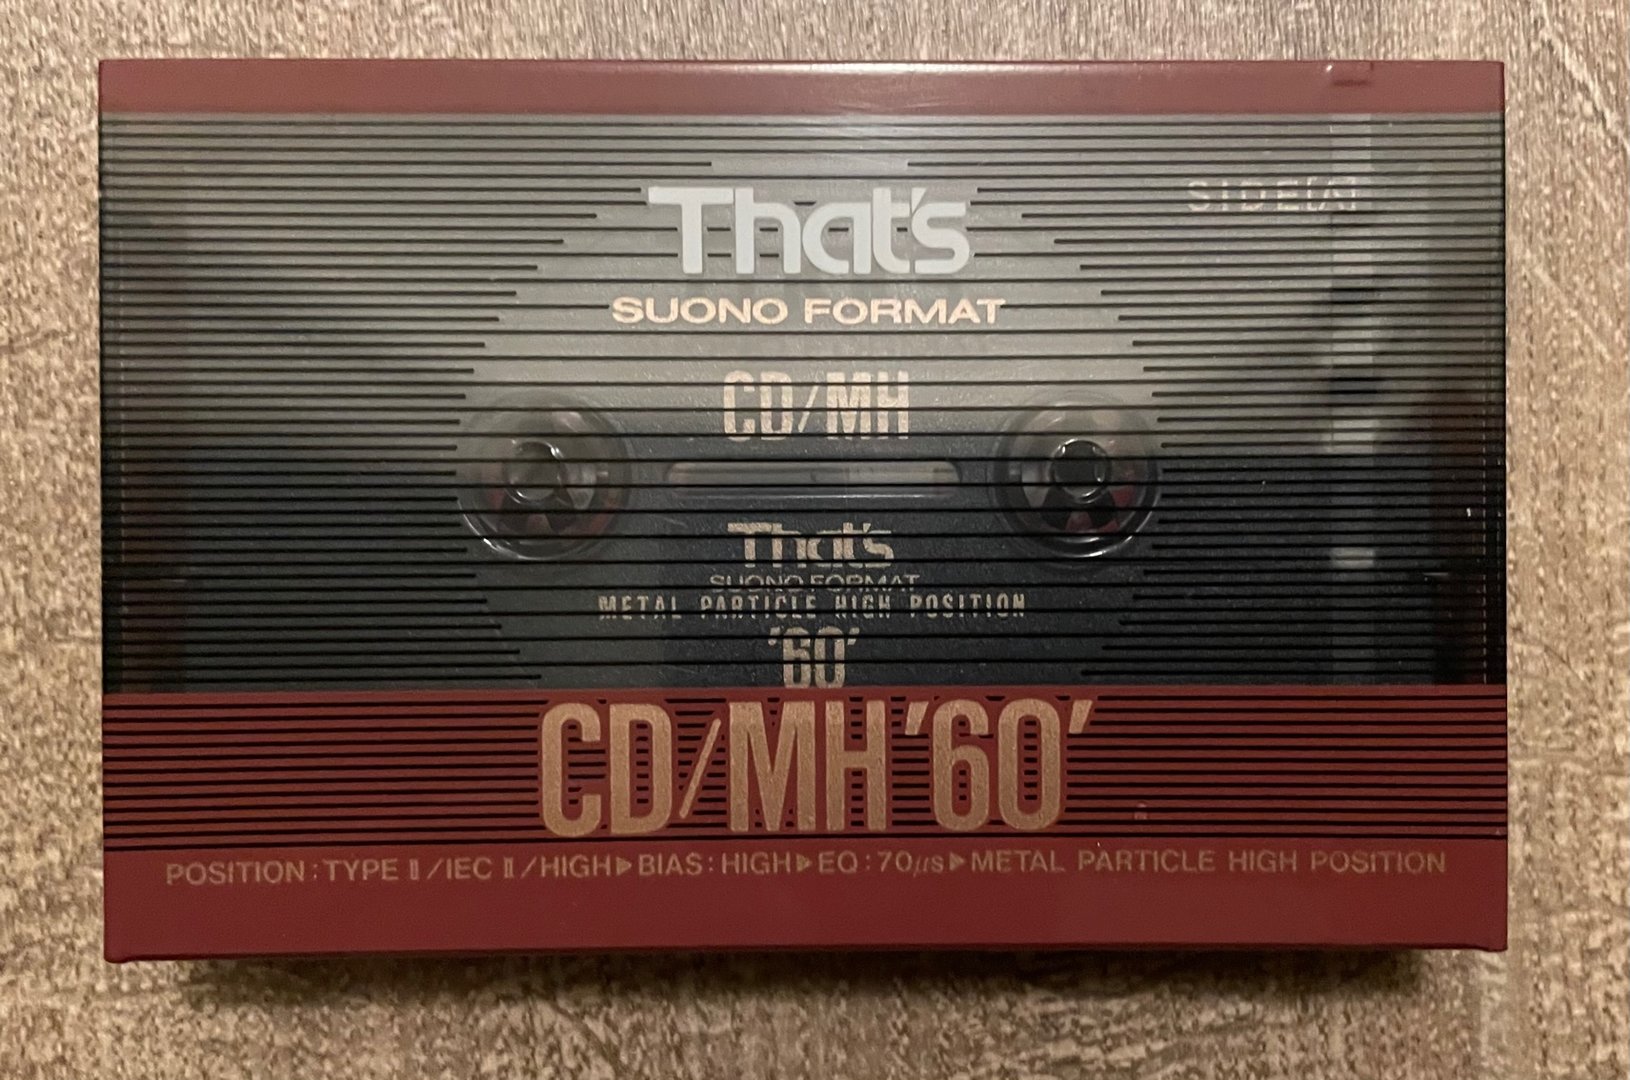 That's
SIDE[A]
SUONO FORMAT
CD/MH
That's
SUONO FORMAT
METAL PARTICLE HIGH POSITION
'60'
CD/MH'60'
POSITION:TYPE Ⅱ/IEC Ⅱ/HIGH▶BIAS:HIGH▶EQ:70μs▶METAL PARTICLE HIGH POSITION